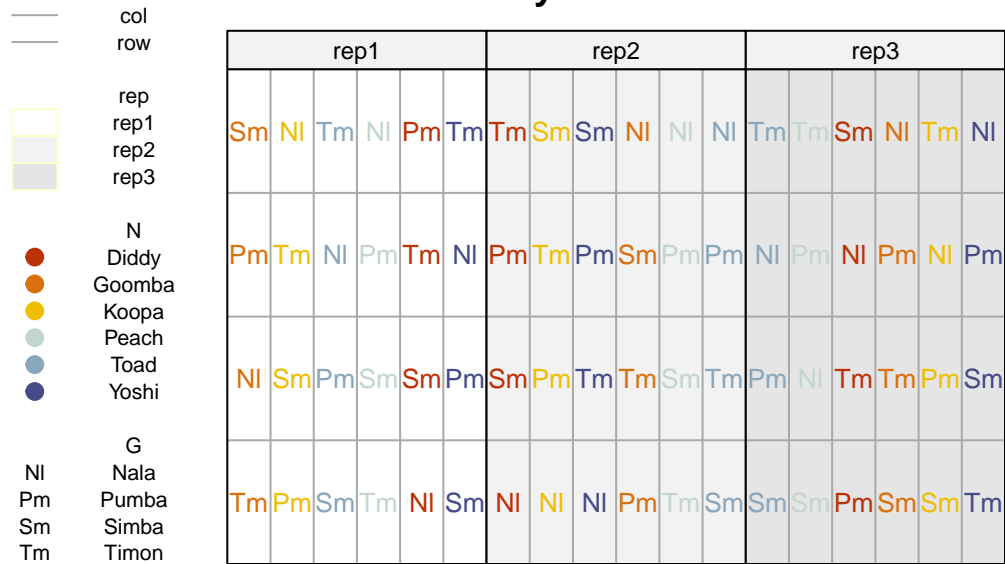 y
col
row
rep
rep1
rep2
rep3
N
Diddy
Goomba
Koopa
Peach
Toad
Yoshi
G
Nl Nala
Pm Pumba
Sm Simba
Tm Timon
rep1 rep2 rep3
Sm Nl Tm Nl Pm Tm Tm Sm Sm Nl Nl Nl Tm Tm Sm Nl Tm Nl
Pm Tm Nl Pm Tm Nl Pm Tm Pm Sm Pm Pm Nl Pm Nl Pm Nl Pm
Nl Sm Pm Sm Sm Pm Sm Pm Tm Tm Sm Tm Pm Nl Tm Tm Pm Sm
Tm Pm Sm Tm Nl Sm Nl Nl Nl Pm Tm Sm Sm Sm Pm Sm Sm Tm